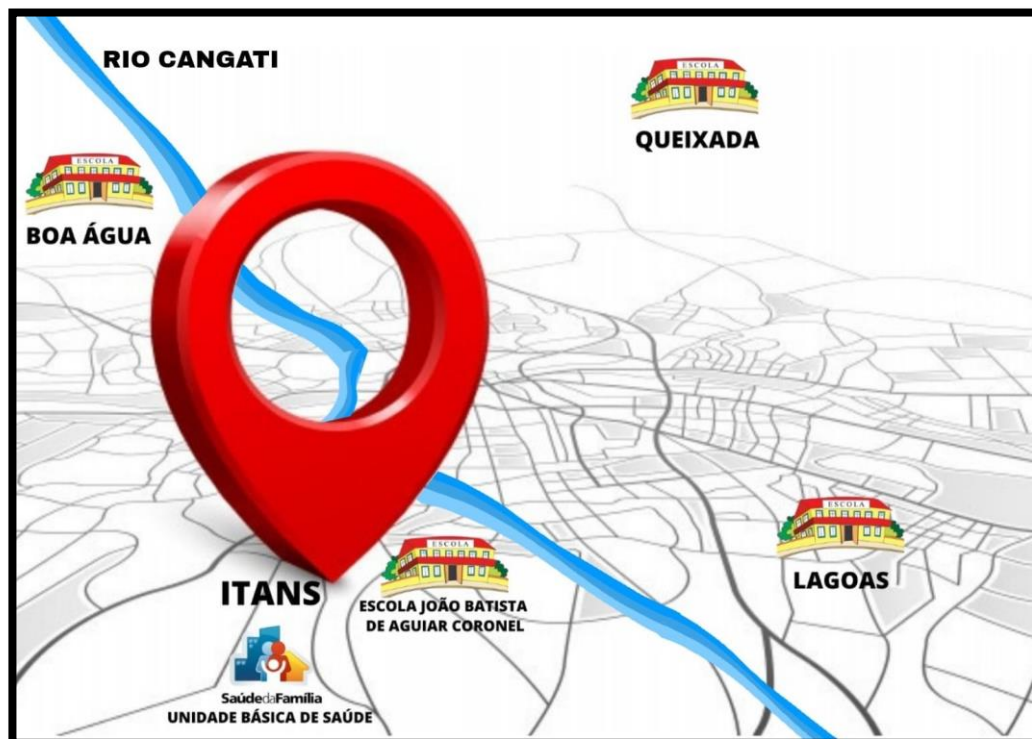 RIO CANGATI
ESCOLA
QUEIXADA
ESCOLA
BOA ÁGUA
ESCOLA
LAGOAS
ESCOLA
ITANS
ESCOLA JOÃO BATISTA
DE AGUIAR CORONEL
SaúdedaFamília
UNIDADE BÁSICA DE SAÚDE